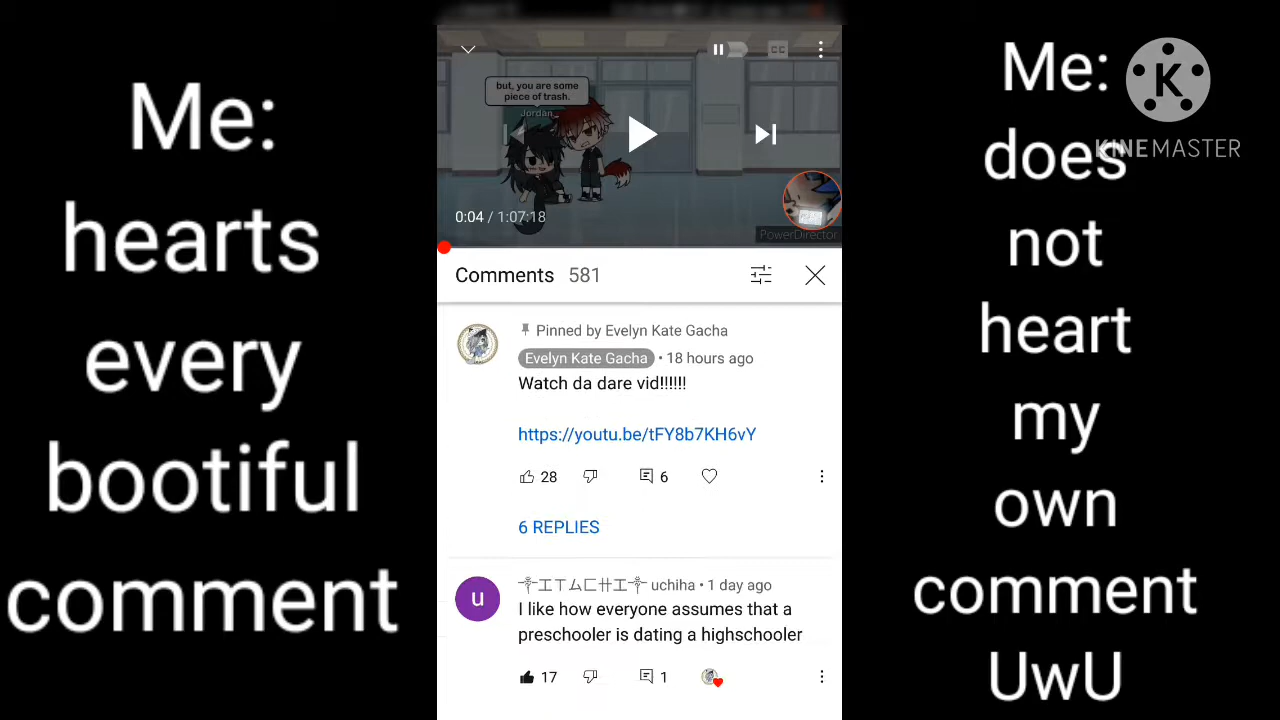 Me:
hearts
every
bootiful
comment
CC
but, you are some
piece of trash.
Jordan
0:04 / 1:07:18
PowerDirector
Comments 581
Pinned by Evelyn Kate Gacha
Evelyn Kate Gacha • 18 hours ago
Watch da dare vid!!!!!!
https://youtu.be/tFY8b7KH6vY
28
6
6 REPLIES
u
uchiha • 1 day ago
I like how everyone assumes that a
preschooler is dating a highschooler
17
1
Me:
does
not
heart
my
own
comment
UwU
K
KINEMASTER